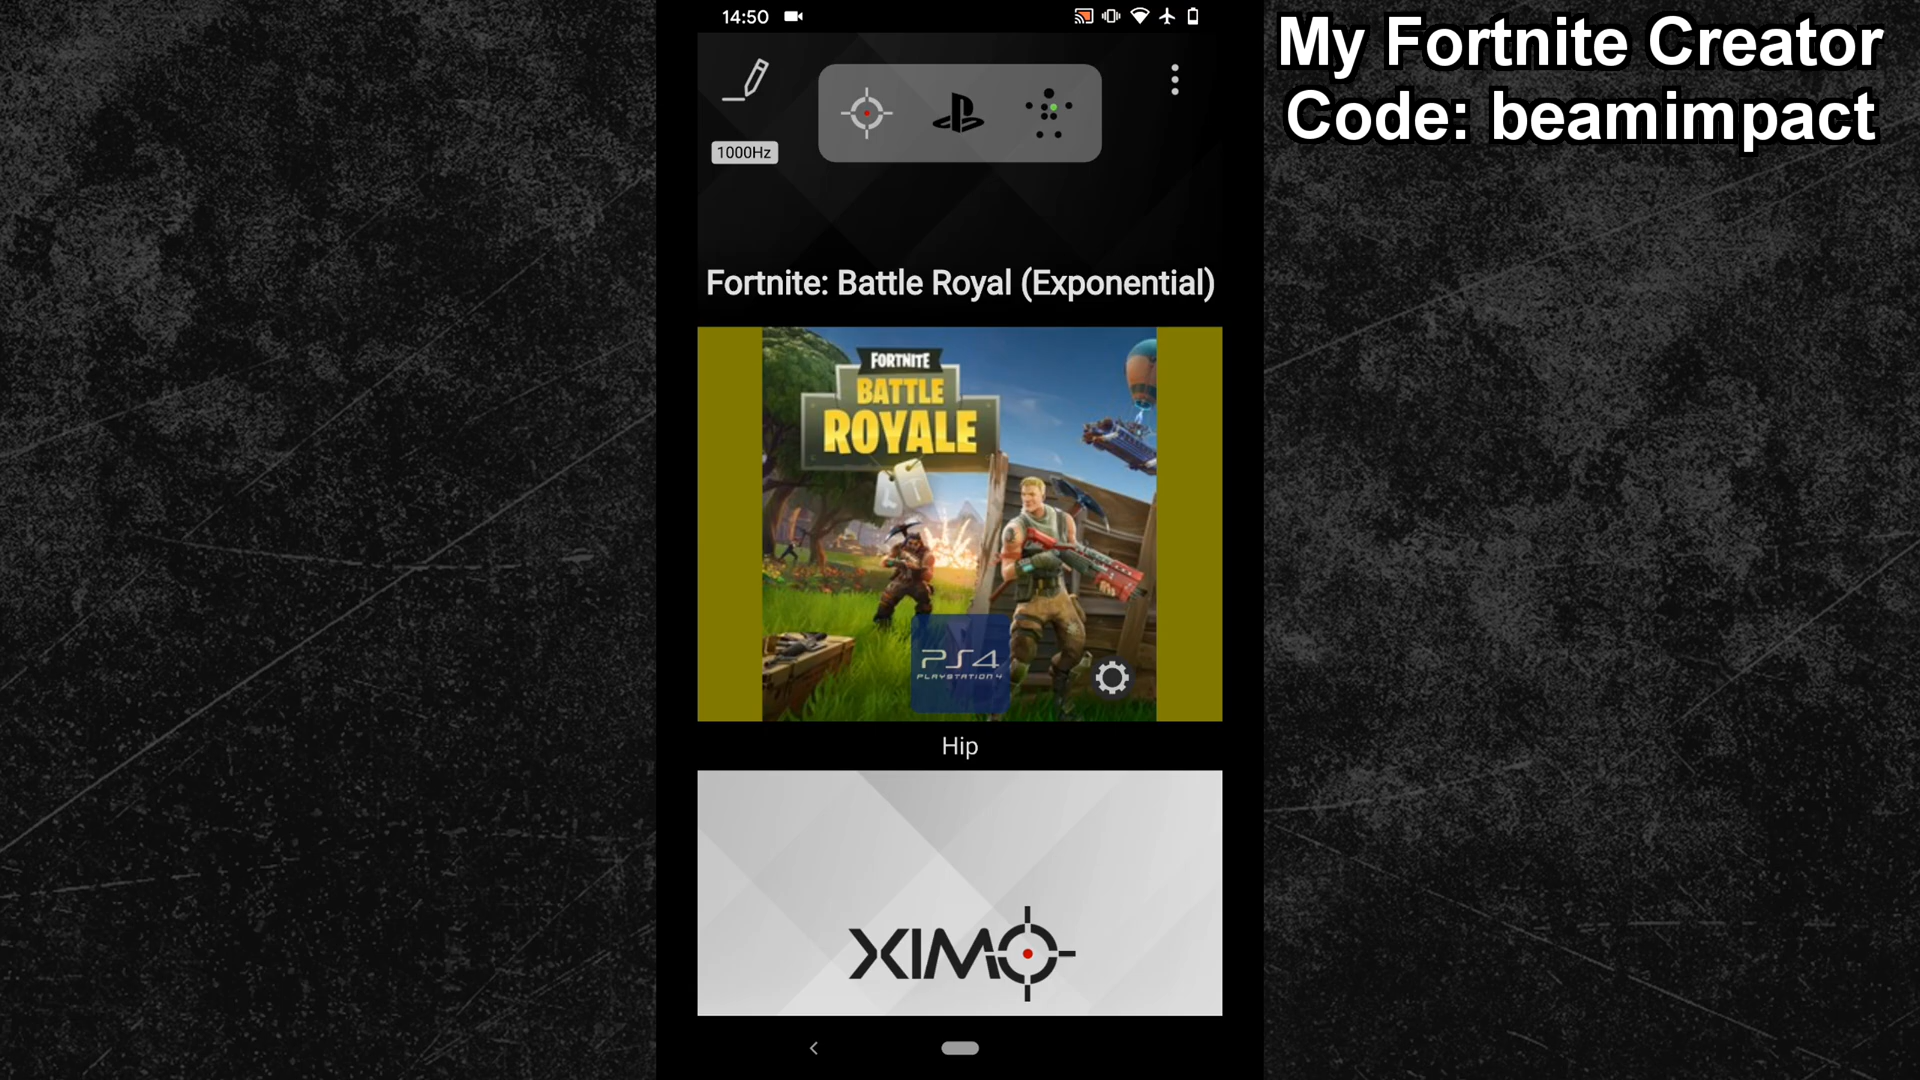 14:50
My Fortnite Creator
Code: beamimpact
1000Hz
Fortnite: Battle Royal (Exponential)
FORTNITE
BATTLE
ROYALE
PS4
PLAYSTATION 4
Hip
XIM